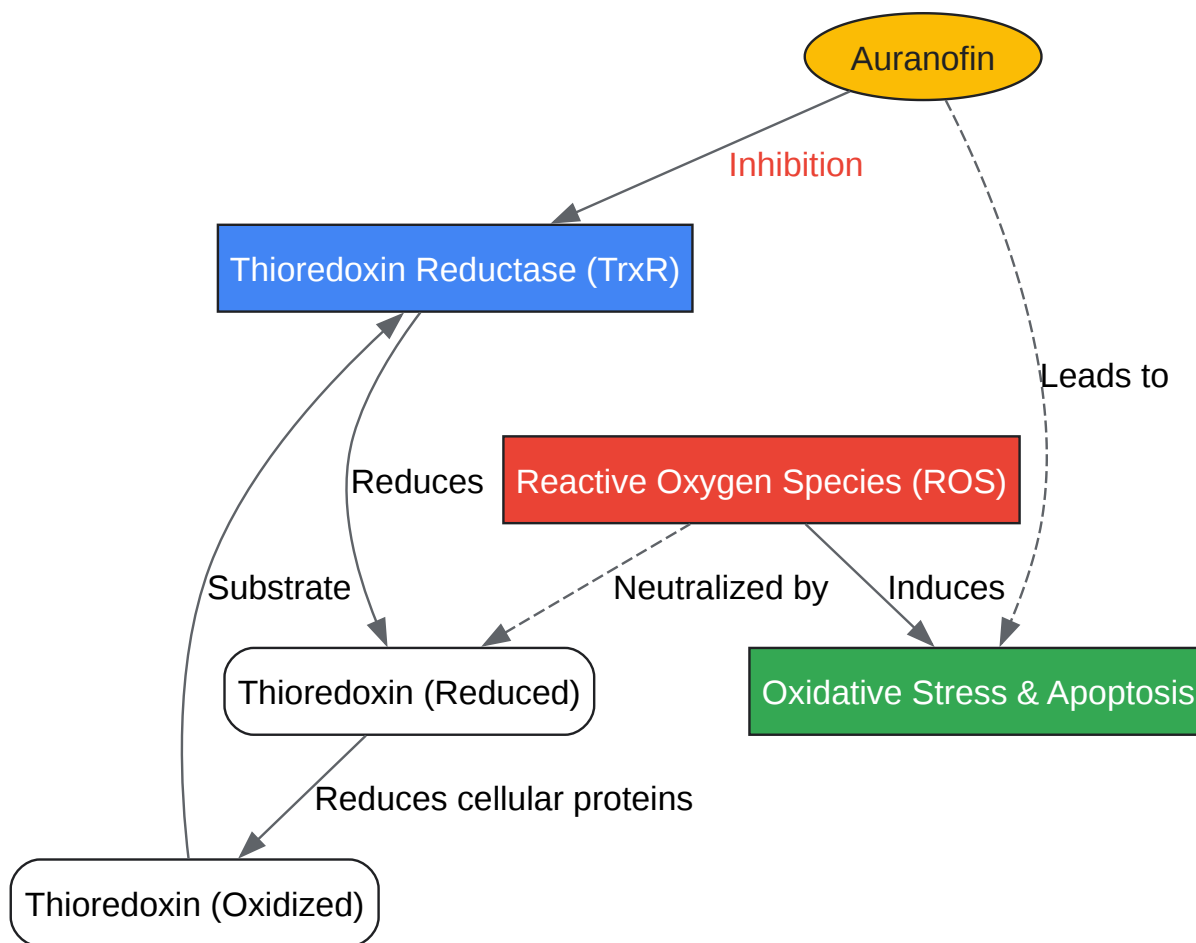 Auranofin
Inhibition
Thioredoxin Reductase (TrxR)
Leads to
Reduces
Reactive Oxygen Species (ROS)
Substrate
Neutralized by
Induces
Thioredoxin (Reduced)
Oxidative Stress & Apoptosis
Reduces cellular proteins
Thioredoxin (Oxidized)